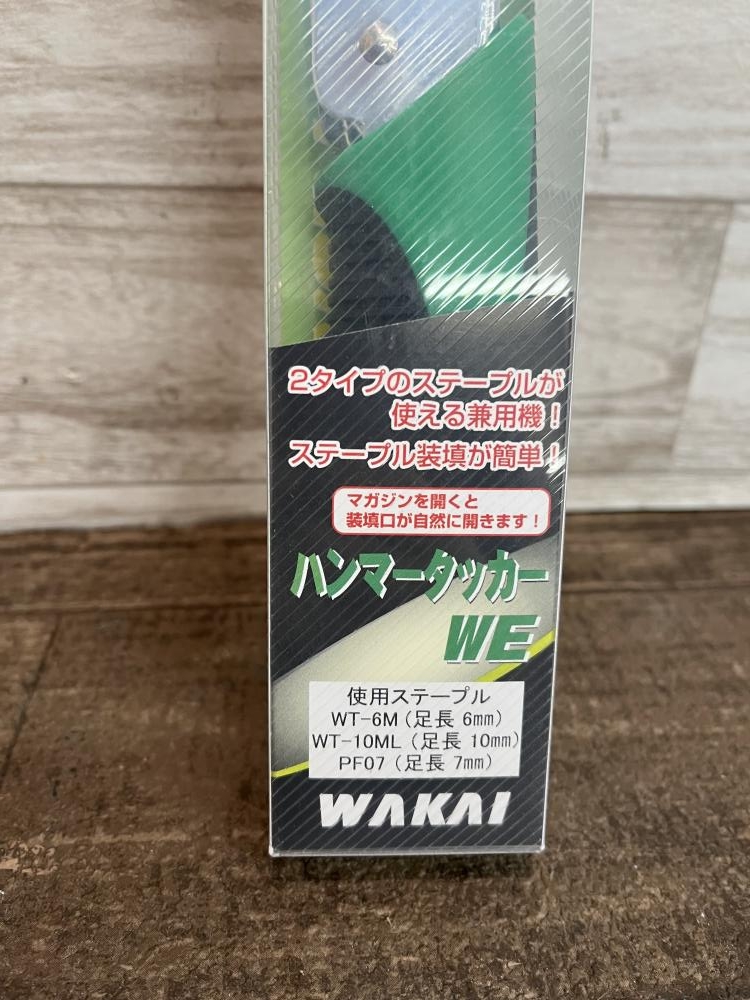 2タイプのステープルが
使える兼用機！
ステープル装填が簡単！
マガジンを開くと
装填口が自然に開きます！
ハンマータッカー
WE
使用ステープル
WT-6M（足長 6mm）
WT-10ML（足長 10mm）
PF07（足長 7mm）
WAKAI